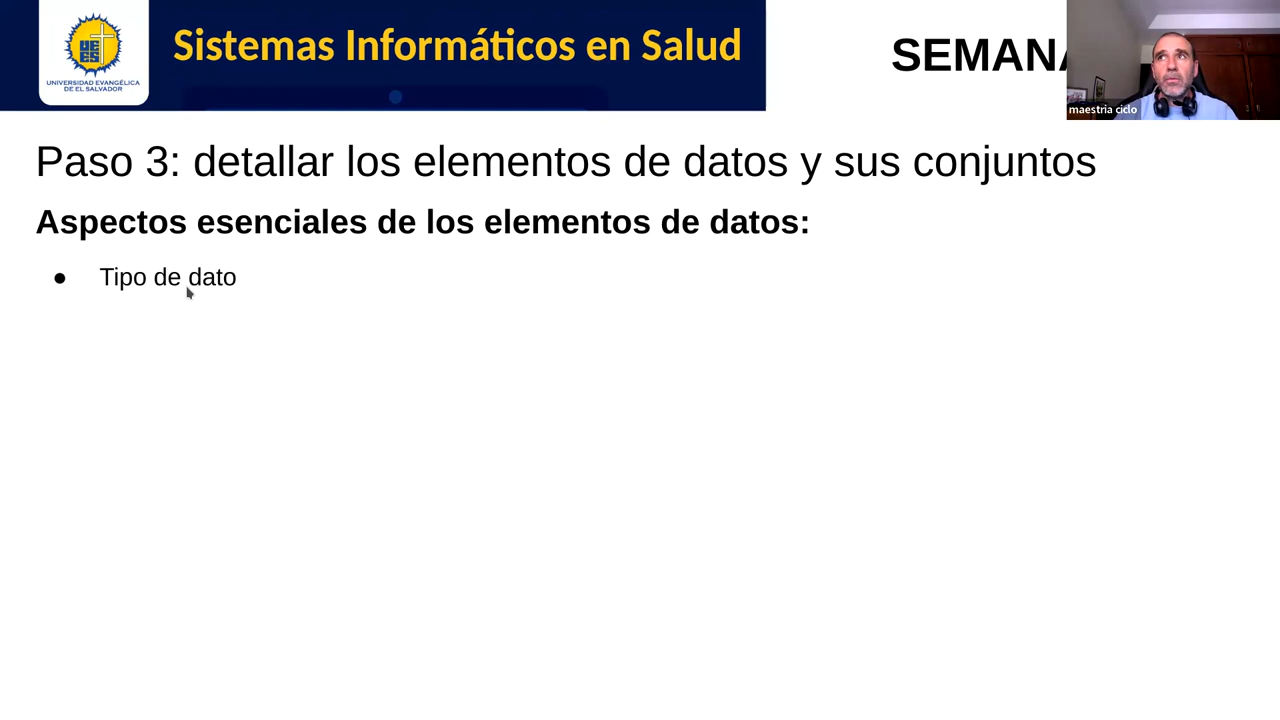 UNIVERSIDAD EVANGÉLICA
DE EL SALVADOR
Sistemas Informáticos en Salud
SEMANA
maestria ciclo
Paso 3: detallar los elementos de datos y sus conjuntos
Aspectos esenciales de los elementos de datos:
● Tipo de dato